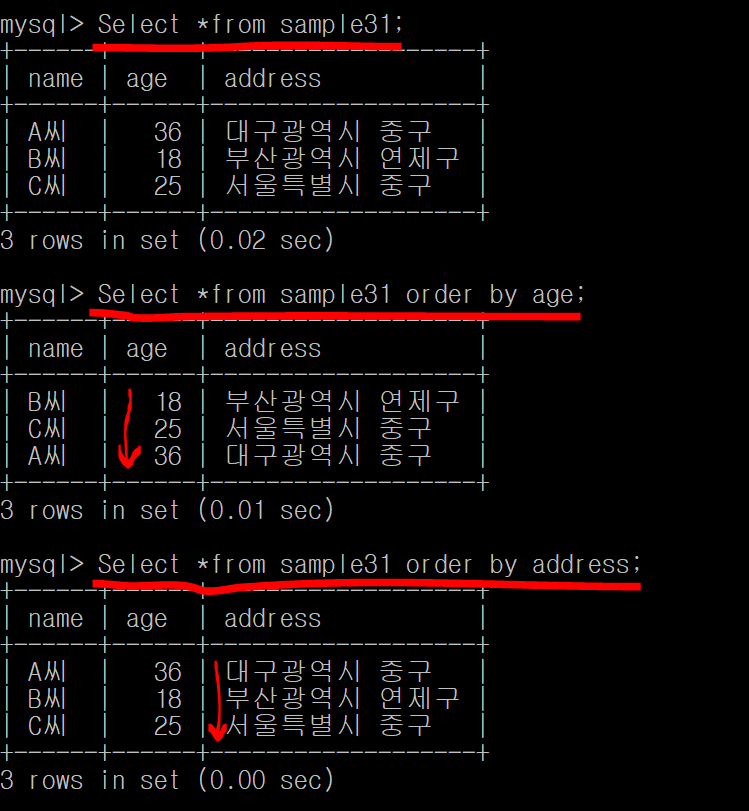 mysql> Select *from sample31;
+------+------+-------------------+
| name | age  | address           |
+------+------+-------------------+
| A씨  |   36 | 대구광역시 중구   |
| B씨  |   18 | 부산광역시 연제구 |
| C씨  |   25 | 서울특별시 중구   |
+------+------+-------------------+
3 rows in set (0.02 sec)
mysql> Select *from sample31 order by age;
+------+------+-------------------+
| name | age  | address           |
+------+------+-------------------+
| B씨  |   18 | 부산광역시 연제구 |
| C씨  |   25 | 서울특별시 중구   |
| A씨  |   36 | 대구광역시 중구   |
+------+------+-------------------+
3 rows in set (0.01 sec)
mysql> Select *from sample31 order by address;
+------+------+-------------------+
| name | age  | address           |
+------+------+-------------------+
| A씨  |   36 | 대구광역시 중구   |
| B씨  |   18 | 부산광역시 연제구 |
| C씨  |   25 | 서울특별시 중구   |
+------+------+-------------------+
3 rows in set (0.00 sec)